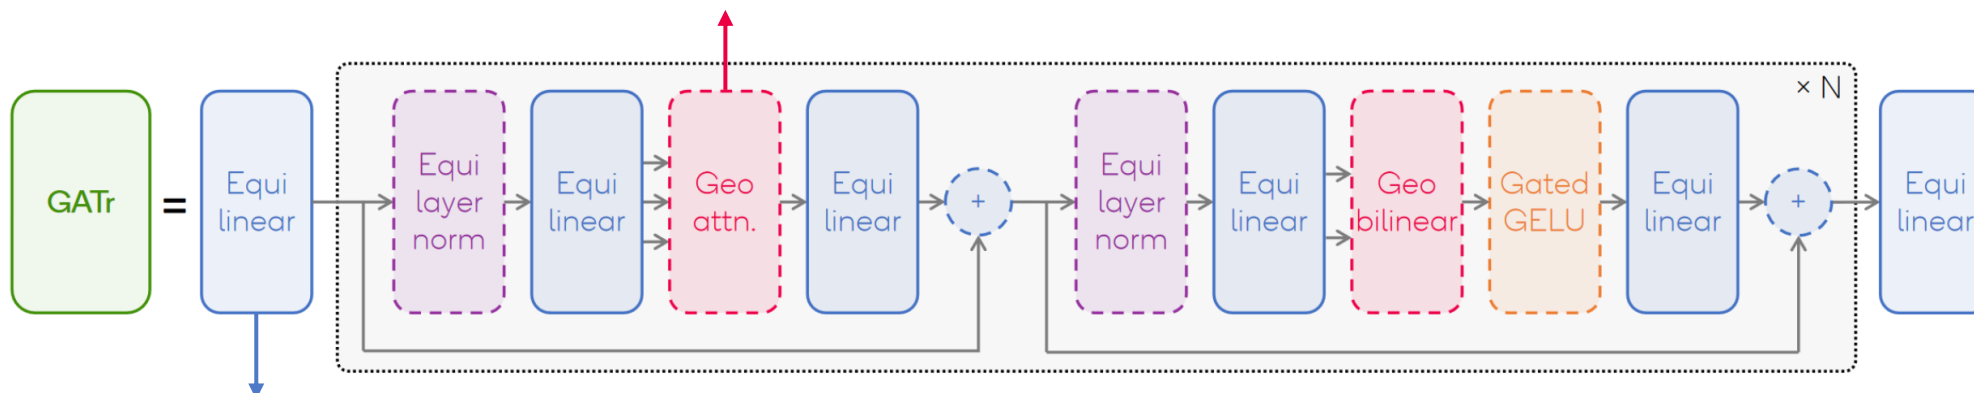 × N
GATr
=
Equi
linear
Equi
layer
norm
Equi
linear
Geo
attn.
Equi
linear
+
Equi
layer
norm
Equi
linear
Geo
bilinear
Gated
GELU
Equi
linear
+
Equi
linear